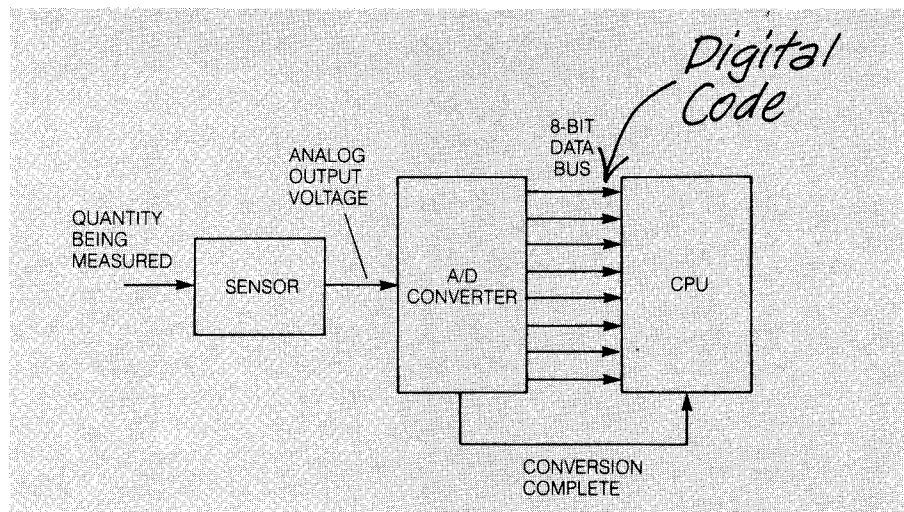 Digital
Code
8-BIT
DATA
BUS
ANALOG
OUTPUT
VOLTAGE
QUANTITY
BEING
MEASURED
SENSOR
A/D
CONVERTER
CPU
CONVERSION
COMPLETE